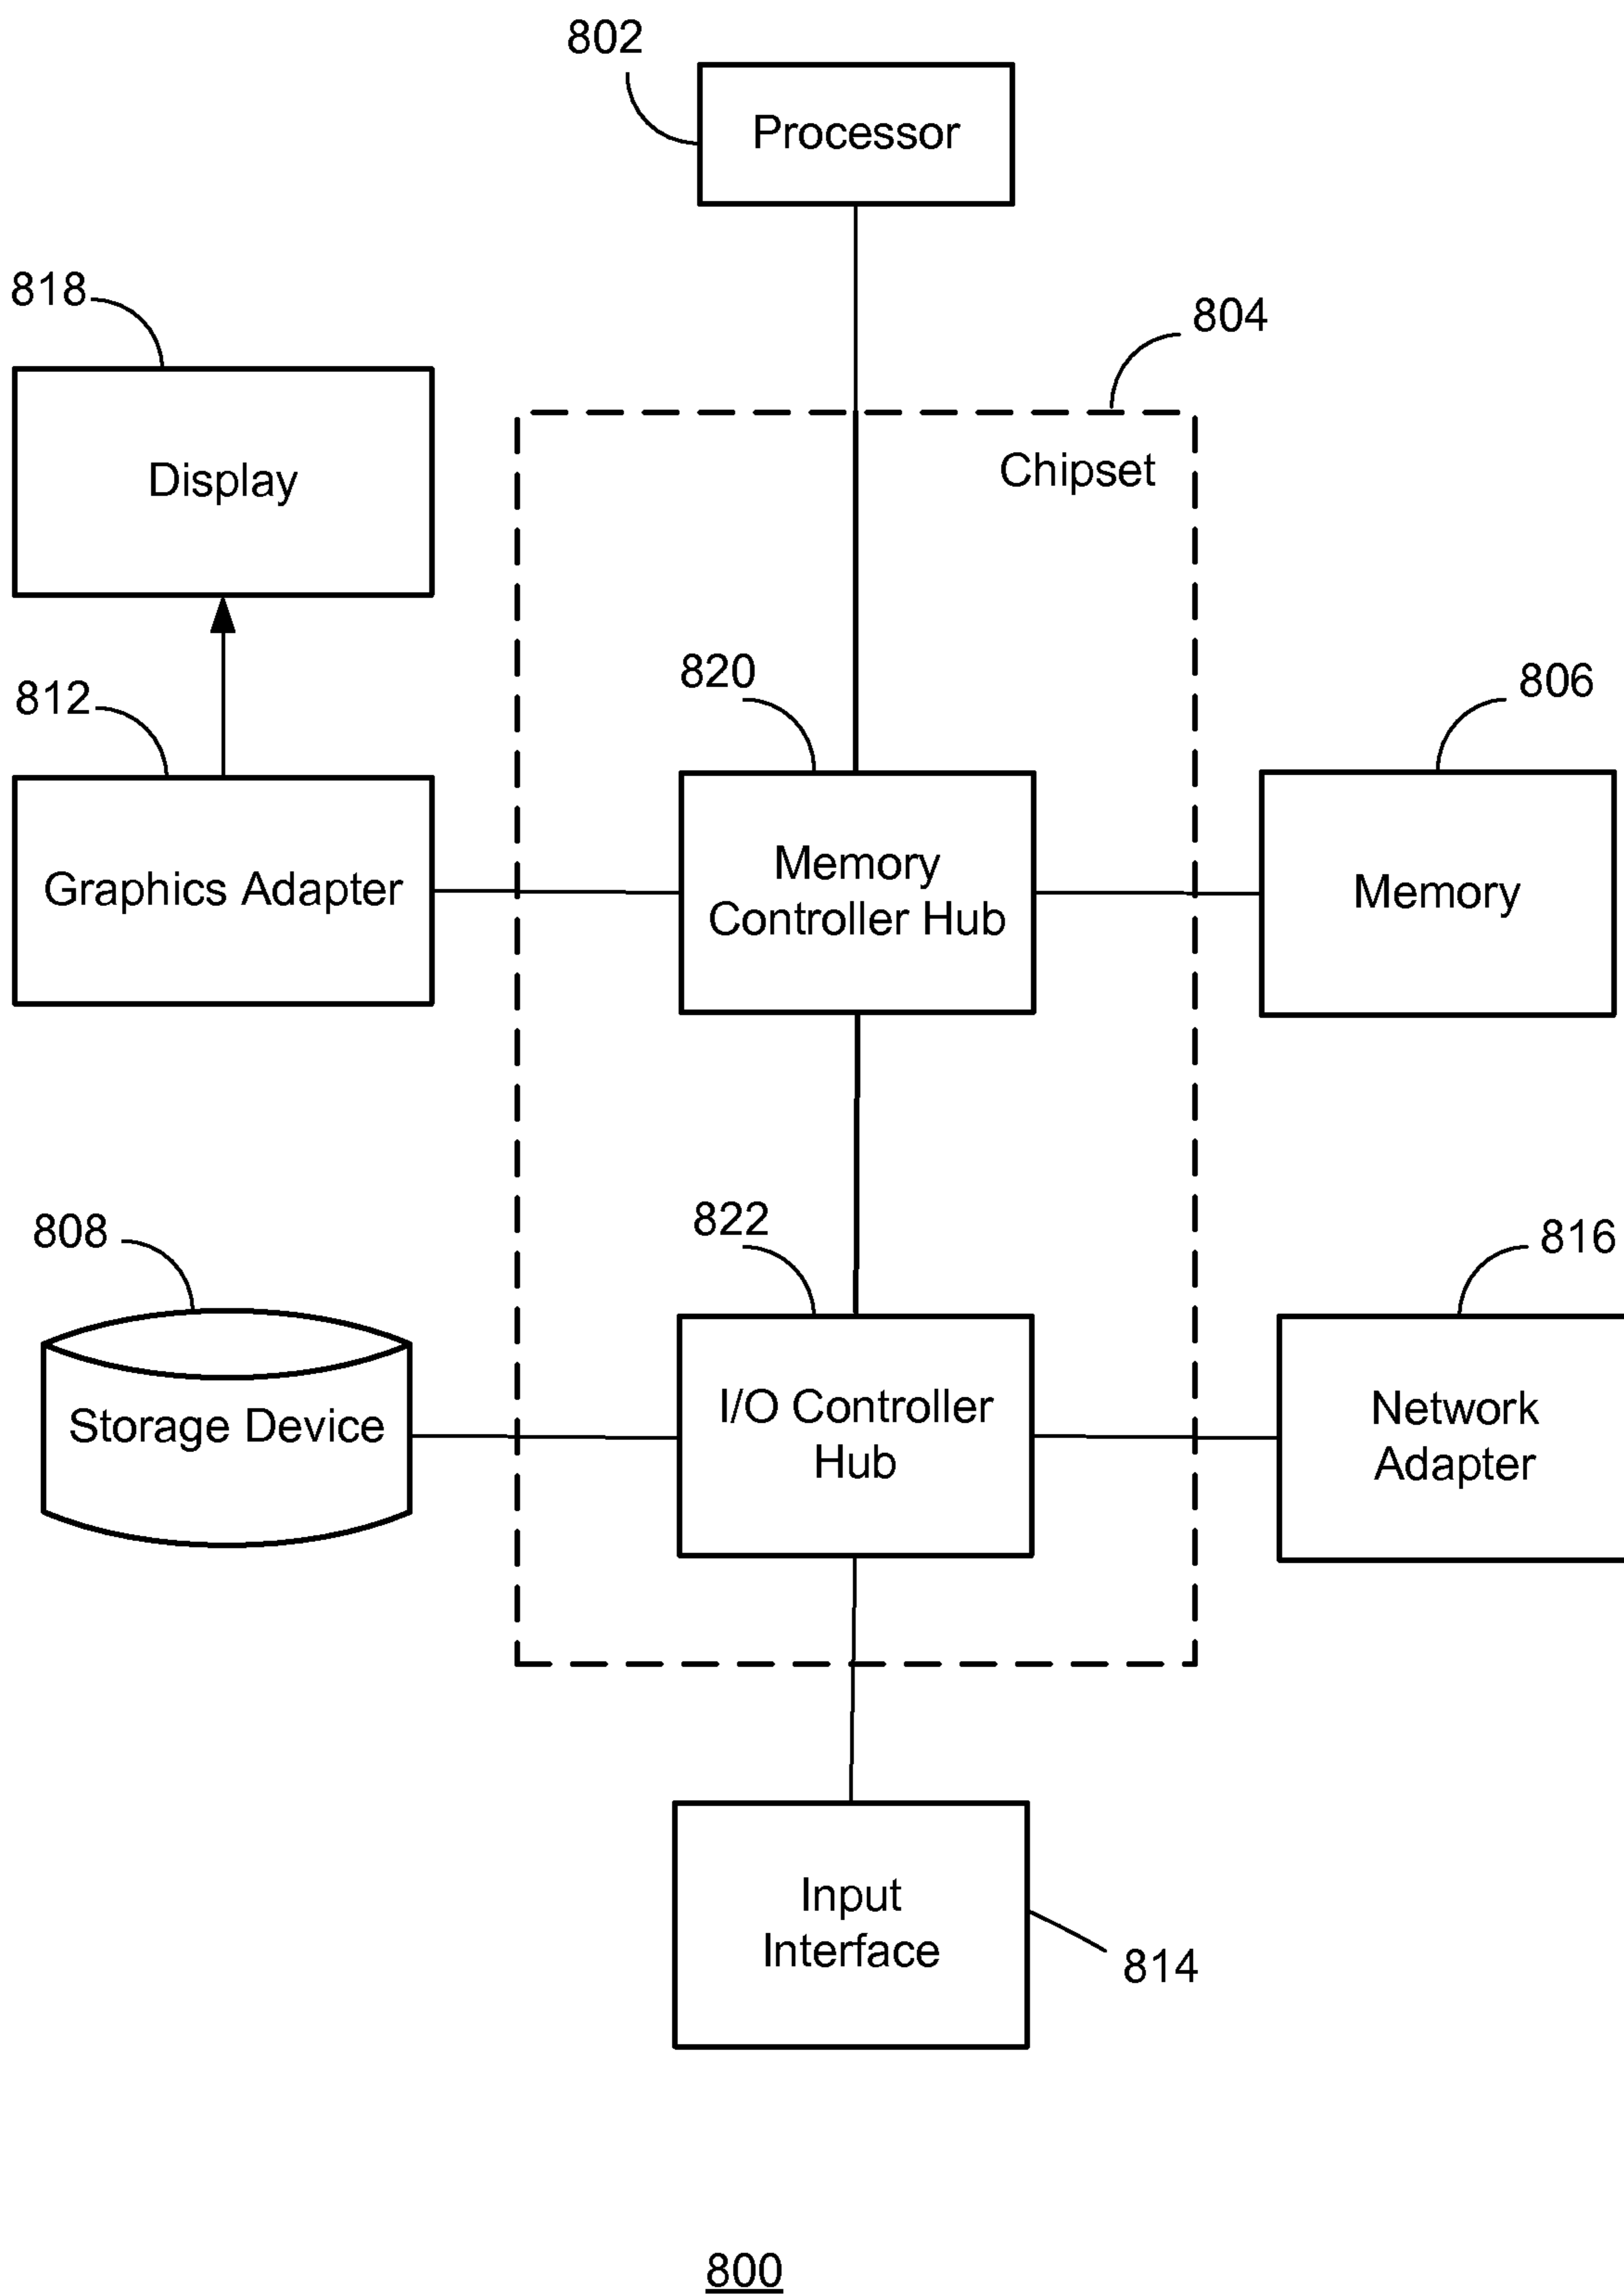 802
Processor
818
804
Display
Chipset
812
820
806
Graphics Adapter
Memory
Controller Hub
Memory
808
822
816
Storage Device
I/O Controller
Hub
Network
Adapter
Input
Interface
814
800